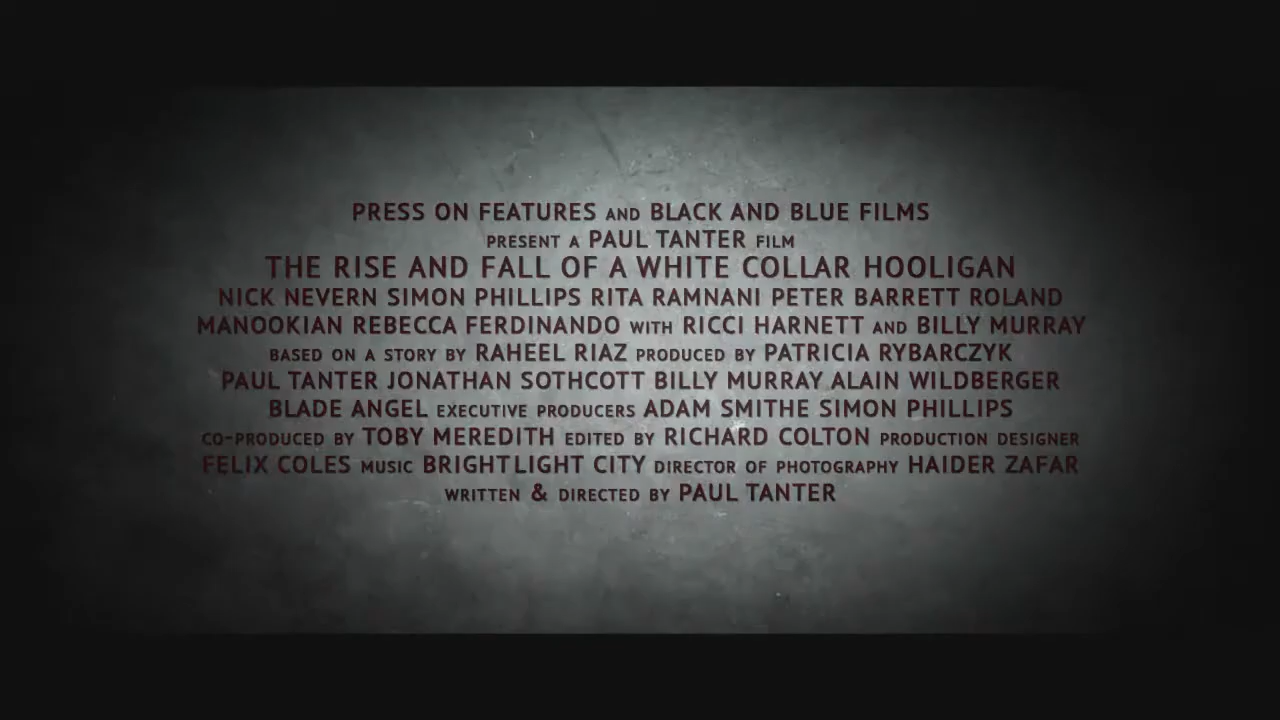 PRESS ON FEATURES AND BLACK AND BLUE FILMS
PRESENT A PAUL TANTER FILM
THE RISE AND FALL OF A WHITE COLLAR HOOLIGAN
NICK NEVERN SIMON PHILLIPS RITA RAMNANI PETER BARRETT ROLAND
MANOOKIAN REBECCA FERDINANDO WITH RICCI HARNETT AND BILLY MURRAY
BASED ON A STORY BY RAHEEL RIAZ PRODUCED BY PATRICIA RYBARCZYK
PAUL TANTER JONATHAN SOTHCOTT BILLY MURRAY ALAIN WILDBERGER
BLADE ANGEL EXECUTIVE PRODUCERS ADAM SMITHE SIMON PHILLIPS
CO-PRODUCED BY TOBY MEREDITH EDITED BY RICHARD COLTON PRODUCTION DESIGNER
FELIX COLES MUSIC BRIGHTLIGHT CITY DIRECTOR OF PHOTOGRAPHY HAIDER ZAFAR
WRITTEN & DIRECTED BY PAUL TANTER